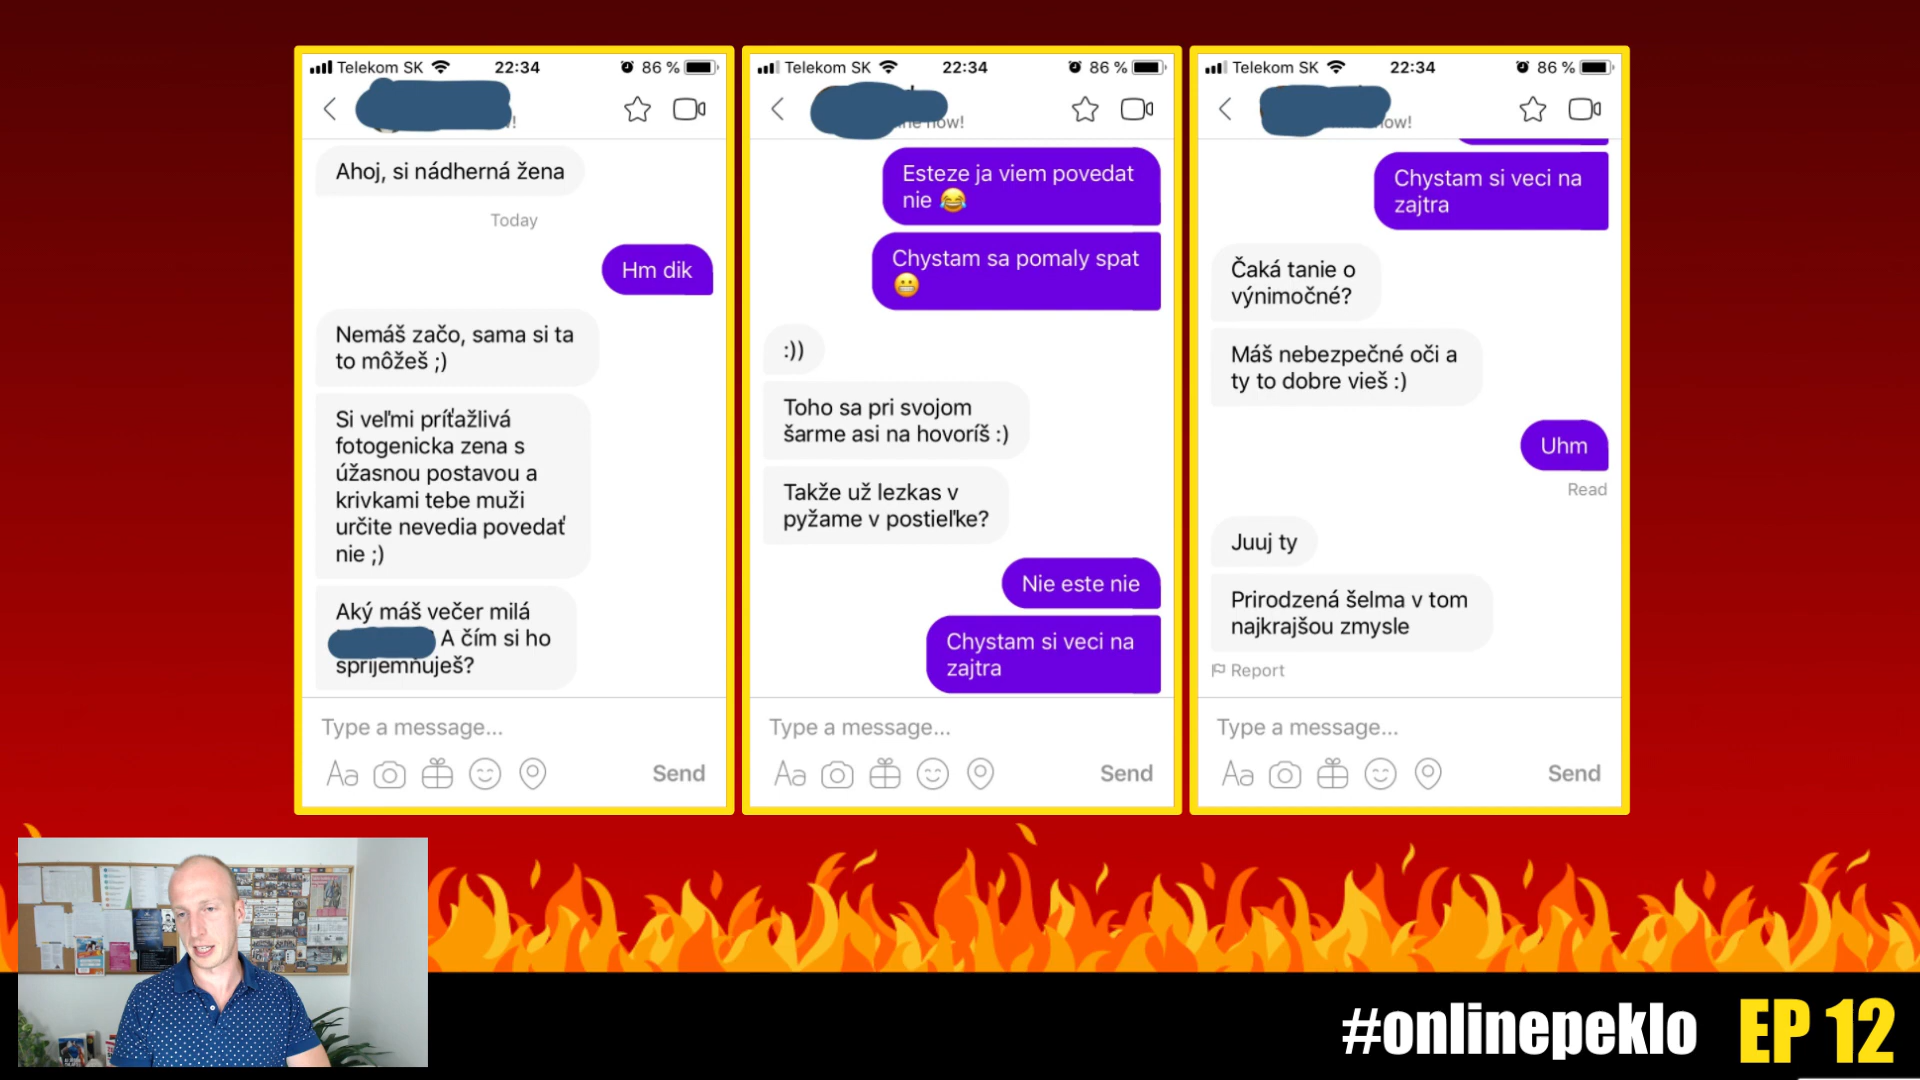 Telekom SK 22:34 86 %
Ahoj, si nádherná žena
Today
Hm dik
Nemáš začo, sama si ta
to môžeš ;)
Si veľmi príťažlivá
fotogenicka zena s
úžasnou postavou a
krivkami tebe muži
určite nevedia povedať
nie ;)
Aký máš večer milá
A čím si ho
sprijemňuješ?
Type a message...
Aa Send
Telekom SK 22:34 86 %
now!
Esteze ja viem povedat
nie 😂
Chystam sa pomaly spat
😬
:))
Toho sa pri svojom
šarme asi na hovoríš :)
Takže už lezkas v
pyžame v postieľke?
Nie este nie
Chystam si veci na
zajtra
Type a message...
Aa Send
Telekom SK 22:34 86 %
now!
Chystam si veci na
zajtra
Čaká tanie o
výnimočné?
Máš nebezpečné oči a
ty to dobre vieš :)
Uhm
Read
Juuj ty
Prirodzená šelma v tom
najkrajšou zmysle
Report
Type a message...
Aa Send
#onlinepeklo EP 12